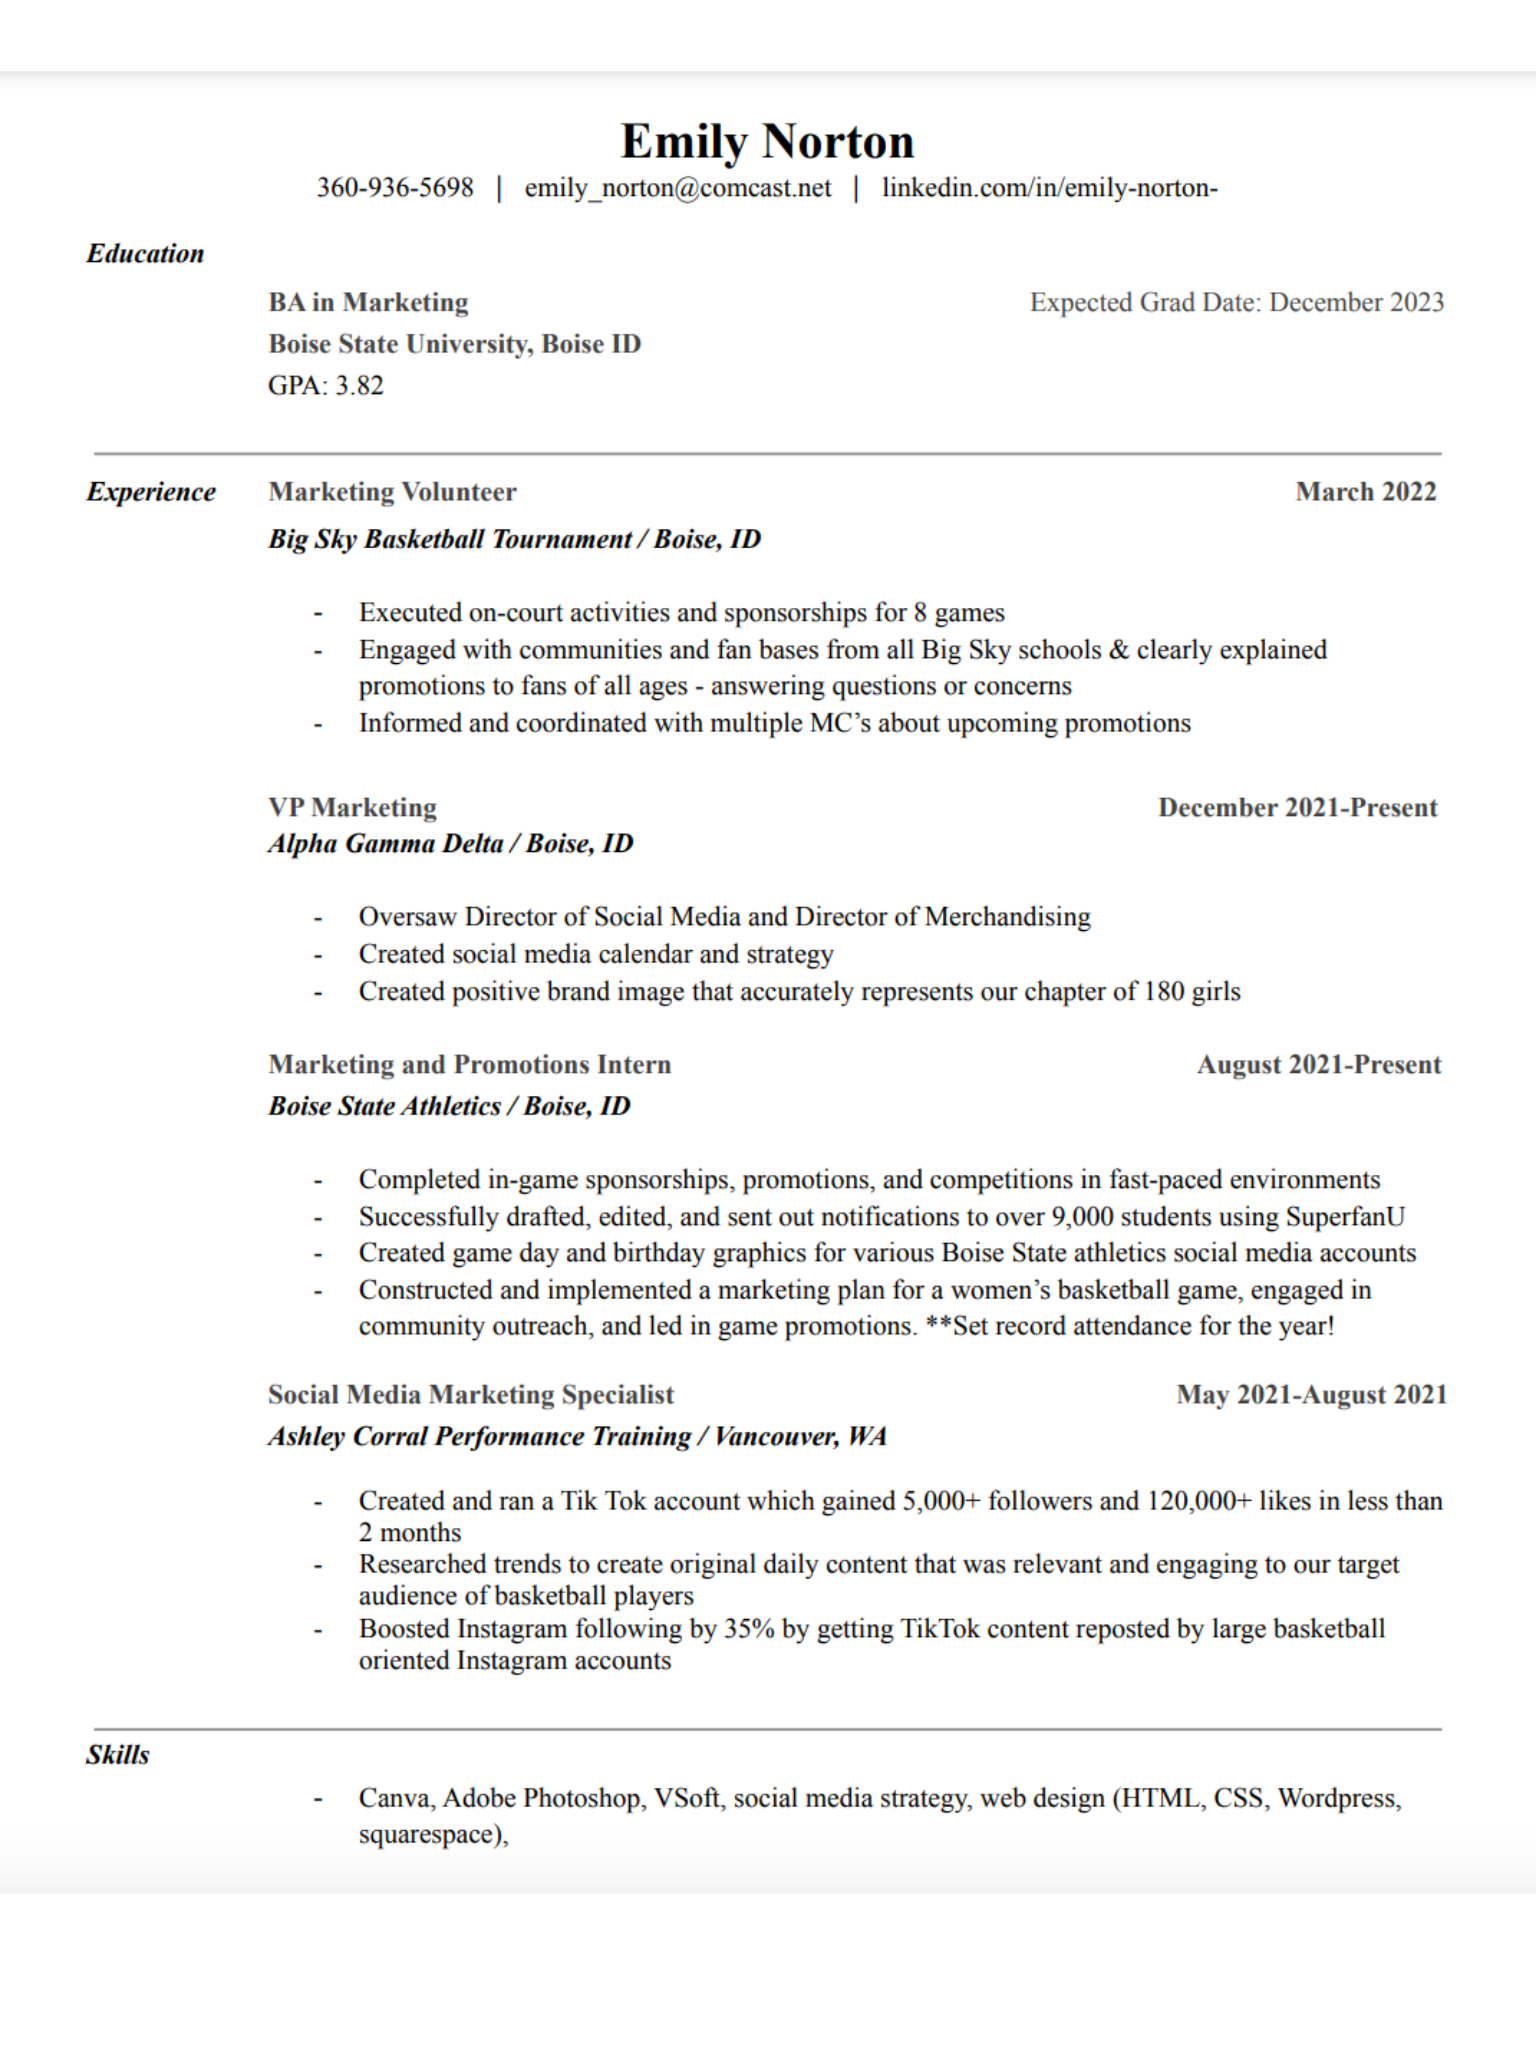 Emily Norton
360-936-5698 | emily_norton@comcast.net | linkedin.com/in/emily-norton-
Education
BA in Marketing Expected Grad Date: December 2023
Boise State University, Boise ID
GPA: 3.82
Experience Marketing Volunteer March 2022
Big Sky Basketball Tournament / Boise, ID
- Executed on-court activities and sponsorships for 8 games
- Engaged with communities and fan bases from all Big Sky schools & clearly explained
promotions to fans of all ages - answering questions or concerns
- Informed and coordinated with multiple MC’s about upcoming promotions
VP Marketing December 2021-Present
Alpha Gamma Delta / Boise, ID
- Oversaw Director of Social Media and Director of Merchandising
- Created social media calendar and strategy
- Created positive brand image that accurately represents our chapter of 180 girls
Marketing and Promotions Intern August 2021-Present
Boise State Athletics / Boise, ID
- Completed in-game sponsorships, promotions, and competitions in fast-paced environments
- Successfully drafted, edited, and sent out notifications to over 9,000 students using SuperfanU
- Created game day and birthday graphics for various Boise State athletics social media accounts
- Constructed and implemented a marketing plan for a women’s basketball game, engaged in
community outreach, and led in game promotions. **Set record attendance for the year!
Social Media Marketing Specialist May 2021-August 2021
Ashley Corral Performance Training / Vancouver, WA
- Created and ran a Tik Tok account which gained 5,000+ followers and 120,000+ likes in less than
2 months
- Researched trends to create original daily content that was relevant and engaging to our target
audience of basketball players
- Boosted Instagram following by 35% by getting TikTok content reposted by large basketball
oriented Instagram accounts
Skills
- Canva, Adobe Photoshop, VSoft, social media strategy, web design (HTML, CSS, Wordpress,
squarespace),